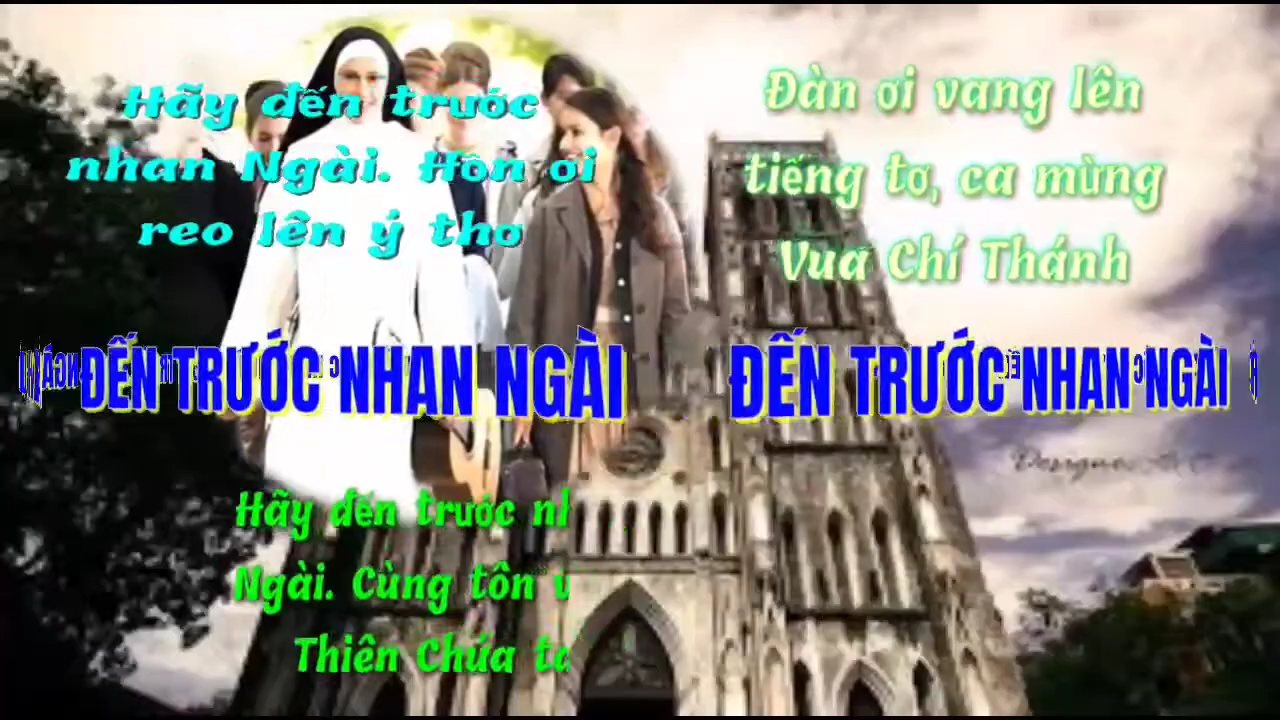 Hãy đến trước
nhan Ngài. Hồn ơi
reo lên ý thơ
Đàn ơi vang lên
tiếng tơ, ca mừng
Vua Chí Thánh
ĐẾN TRƯỚC NHAN NGÀI
ĐẾN TRƯỚC NHAN NGÀI
Hãy đến trước nh
Ngài. Cùng tôn v
Thiên Chúa to